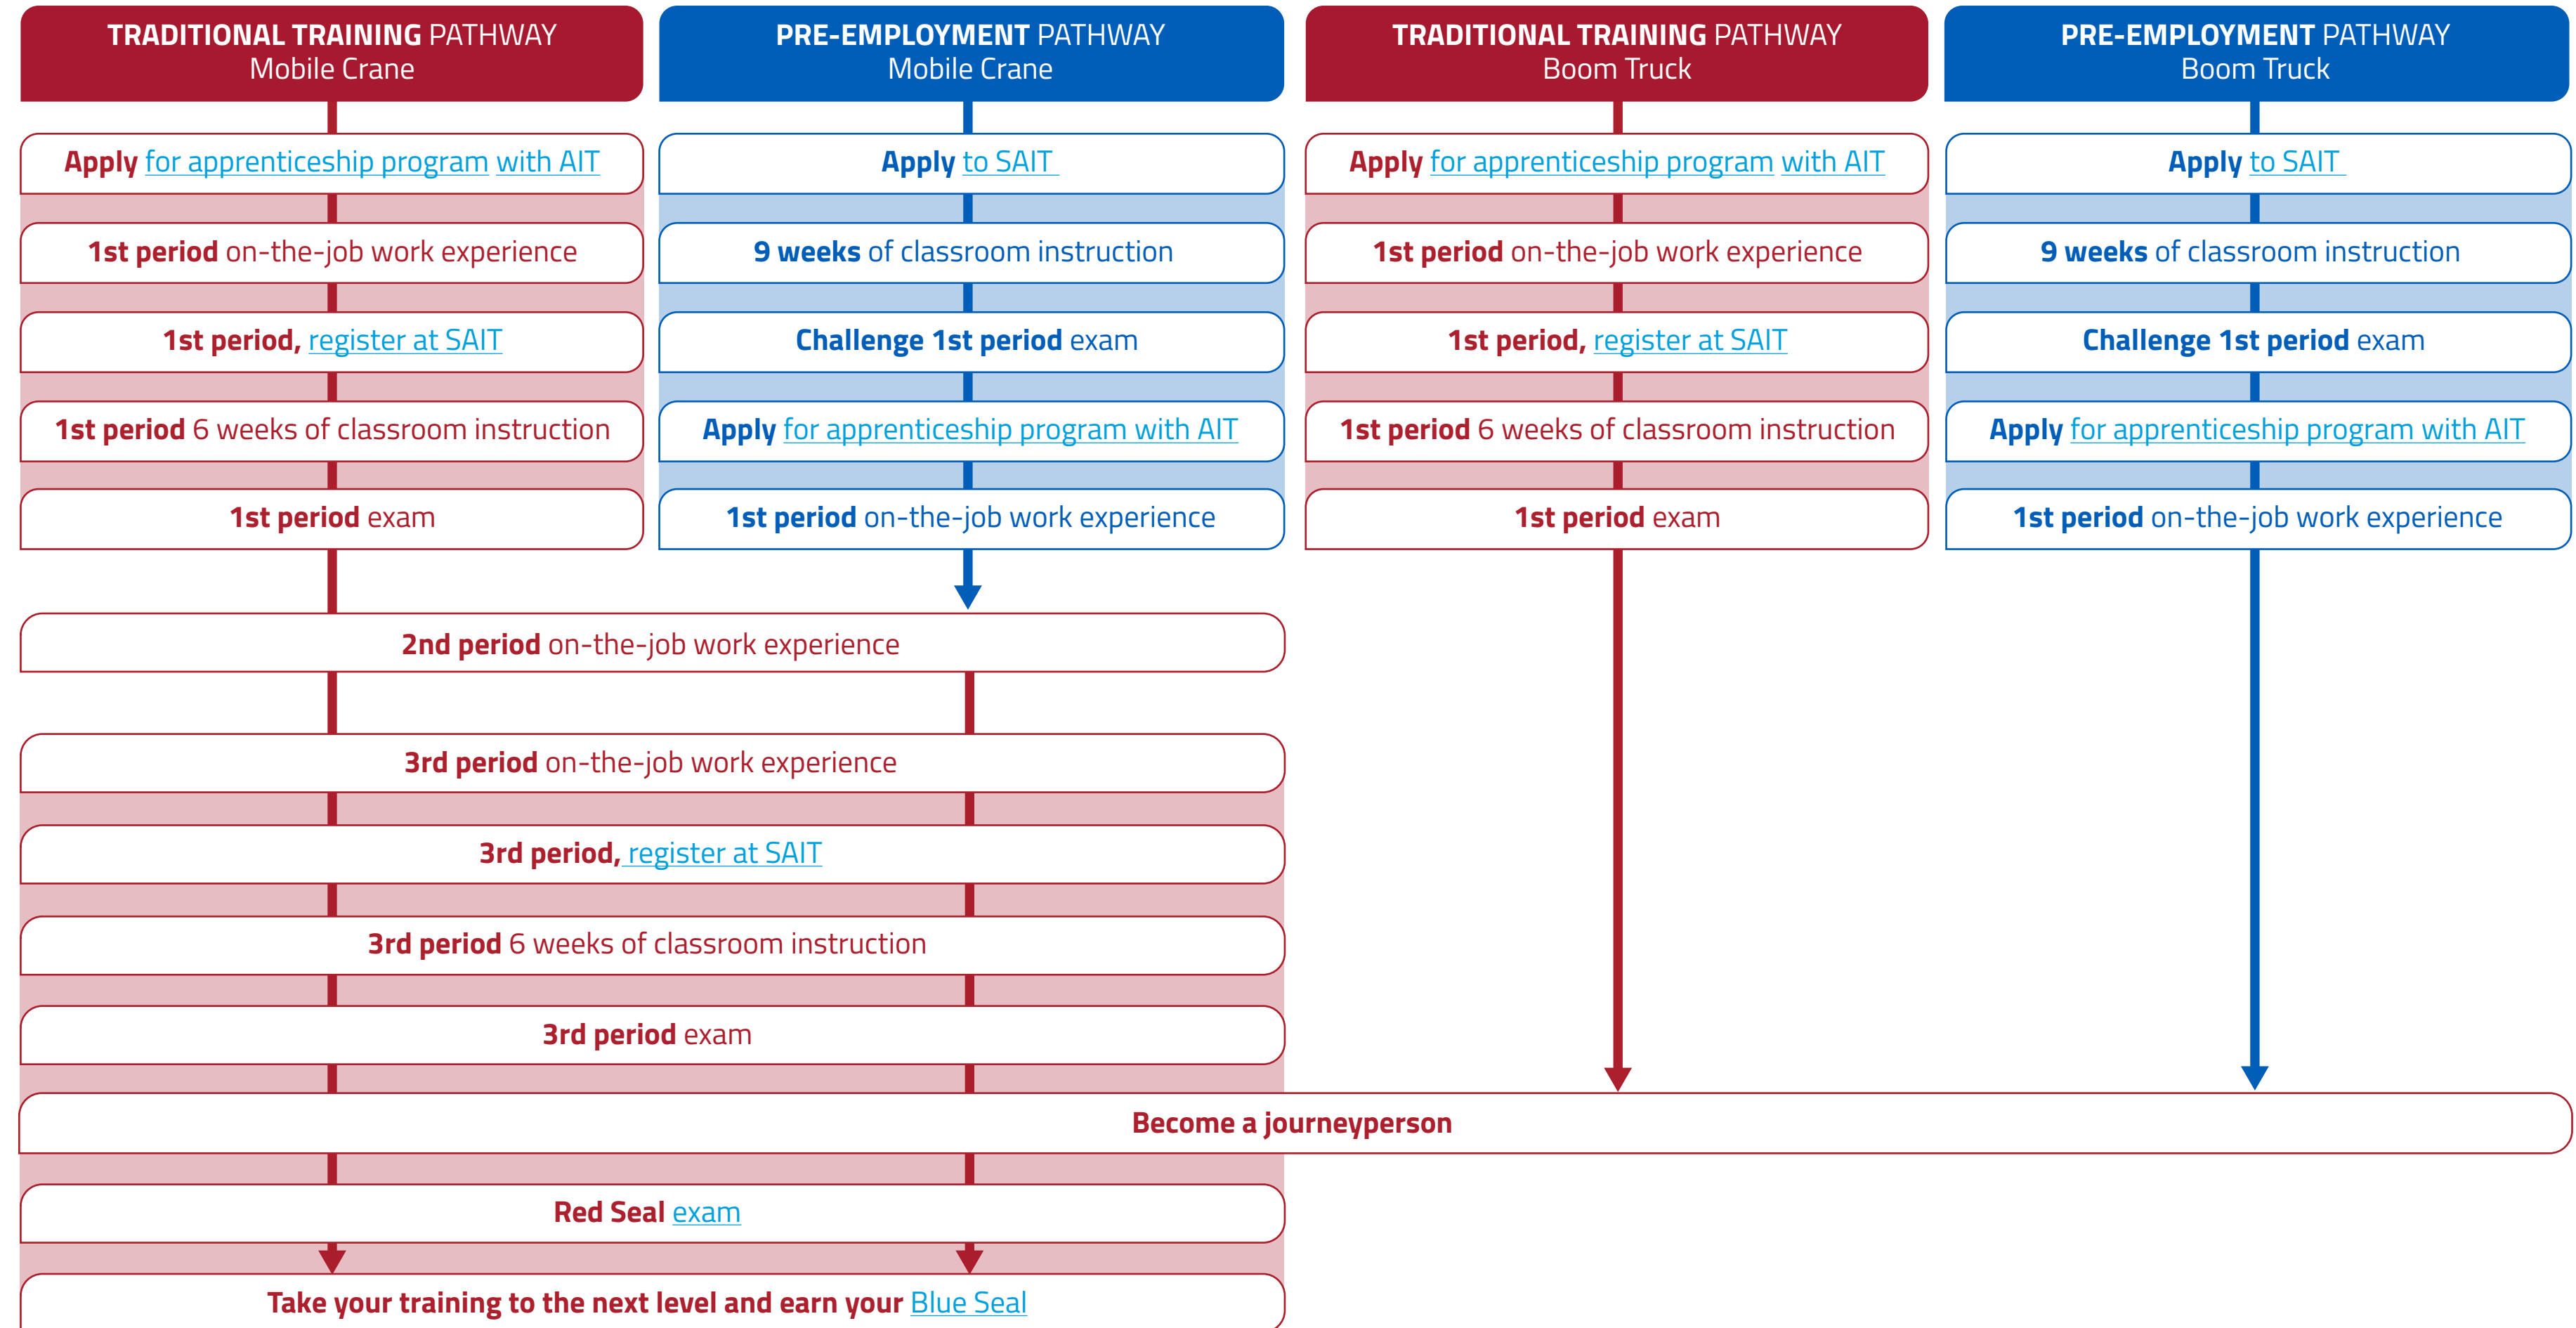 TRADITIONAL TRAINING PATHWAY
Mobile Crane
Apply for apprenticeship program with AIT
1st period on-the-job work experience
1st period, register at SAIT
1st period 6 weeks of classroom instruction
1st period exam
PRE-EMPLOYMENT PATHWAY
Mobile Crane
Apply to SAIT
9 weeks of classroom instruction
Challenge 1st period exam
Apply for apprenticeship program with AIT
1st period on-the-job work experience
TRADITIONAL TRAINING PATHWAY
Boom Truck
Apply for apprenticeship program with AIT
1st period on-the-job work experience
1st period, register at SAIT
1st period 6 weeks of classroom instruction
1st period exam
PRE-EMPLOYMENT PATHWAY
Boom Truck
Apply to SAIT
9 weeks of classroom instruction
Challenge 1st period exam
Apply for apprenticeship program with AIT
1st period on-the-job work experience
2nd period on-the-job work experience
3rd period on-the-job work experience
3rd period, register at SAIT
3rd period 6 weeks of classroom instruction
3rd period exam
Become a journeyperson
Red Seal exam
Take your training to the next level and earn your Blue Seal